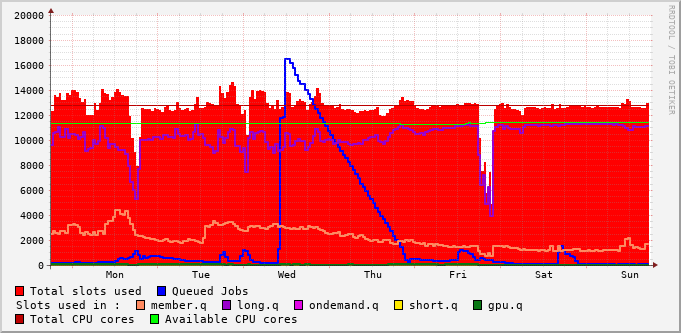 RRDTOOL / TOBI OETIKER
20000
18000
16000
14000
12000
10000
8000
6000
4000
2000
0
Mon Tue Wed Thu Fri Sat Sun
Total slots used Queued Jobs
Slots used in : member.q long.q ondemand.q short.q gpu.q
Total CPU cores Available CPU cores